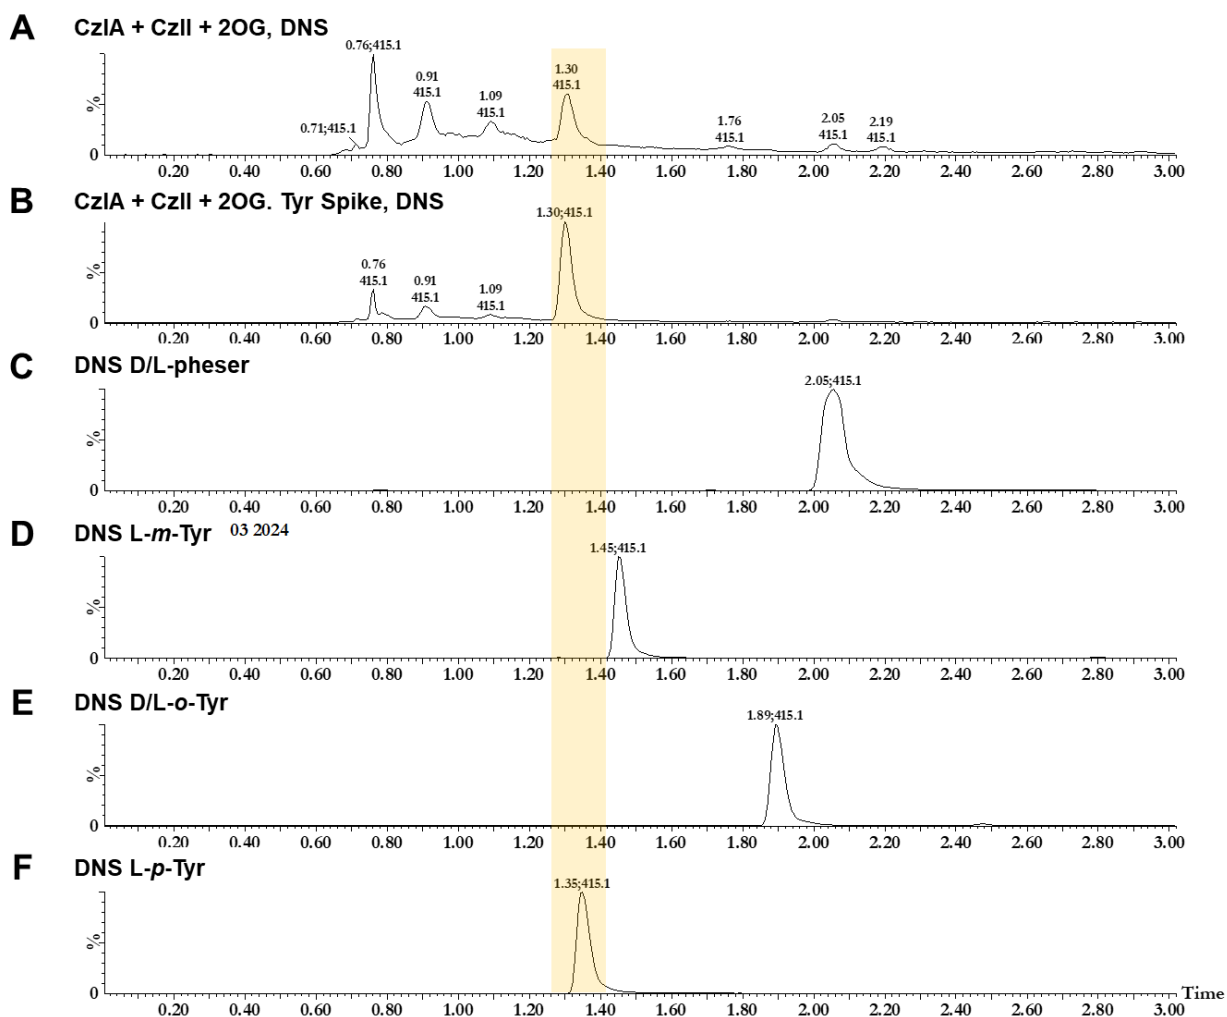 A CzIA + CzII + 2OG, DNS
0.76;415.1
0.71;415.1
0.91
415.1
1.09
415.1
1.30
415.1
1.76
415.1
2.05
415.1
2.19
415.1
%
0
0.20 0.40 0.60 0.80 1.00 1.20 1.40 1.60 1.80 2.00 2.20 2.40 2.60 2.80 3.00
B CzIA + CzII + 2OG. Tyr Spike, DNS
1.30;415.1
0.76
415.1
0.91
415.1
1.09
415.1
%
0
0.20 0.40 0.60 0.80 1.00 1.20 1.40 1.60 1.80 2.00 2.20 2.40 2.60 2.80 3.00
C DNS D/L-pheser
2.05;415.1
%
0
0.20 0.40 0.60 0.80 1.00 1.20 1.40 1.60 1.80 2.00 2.20 2.40 2.60 2.80 3.00
D DNS L-m-Tyr 03 2024
1.45;415.1
%
0
0.20 0.40 0.60 0.80 1.00 1.20 1.40 1.60 1.80 2.00 2.20 2.40 2.60 2.80 3.00
E DNS D/L-o-Tyr
1.89;415.1
%
0
0.20 0.40 0.60 0.80 1.00 1.20 1.40 1.60 1.80 2.00 2.20 2.40 2.60 2.80 3.00
F DNS L-p-Tyr
1.35;415.1
%
0
Time
0.20 0.40 0.60 0.80 1.00 1.20 1.40 1.60 1.80 2.00 2.20 2.40 2.60 2.80 3.00